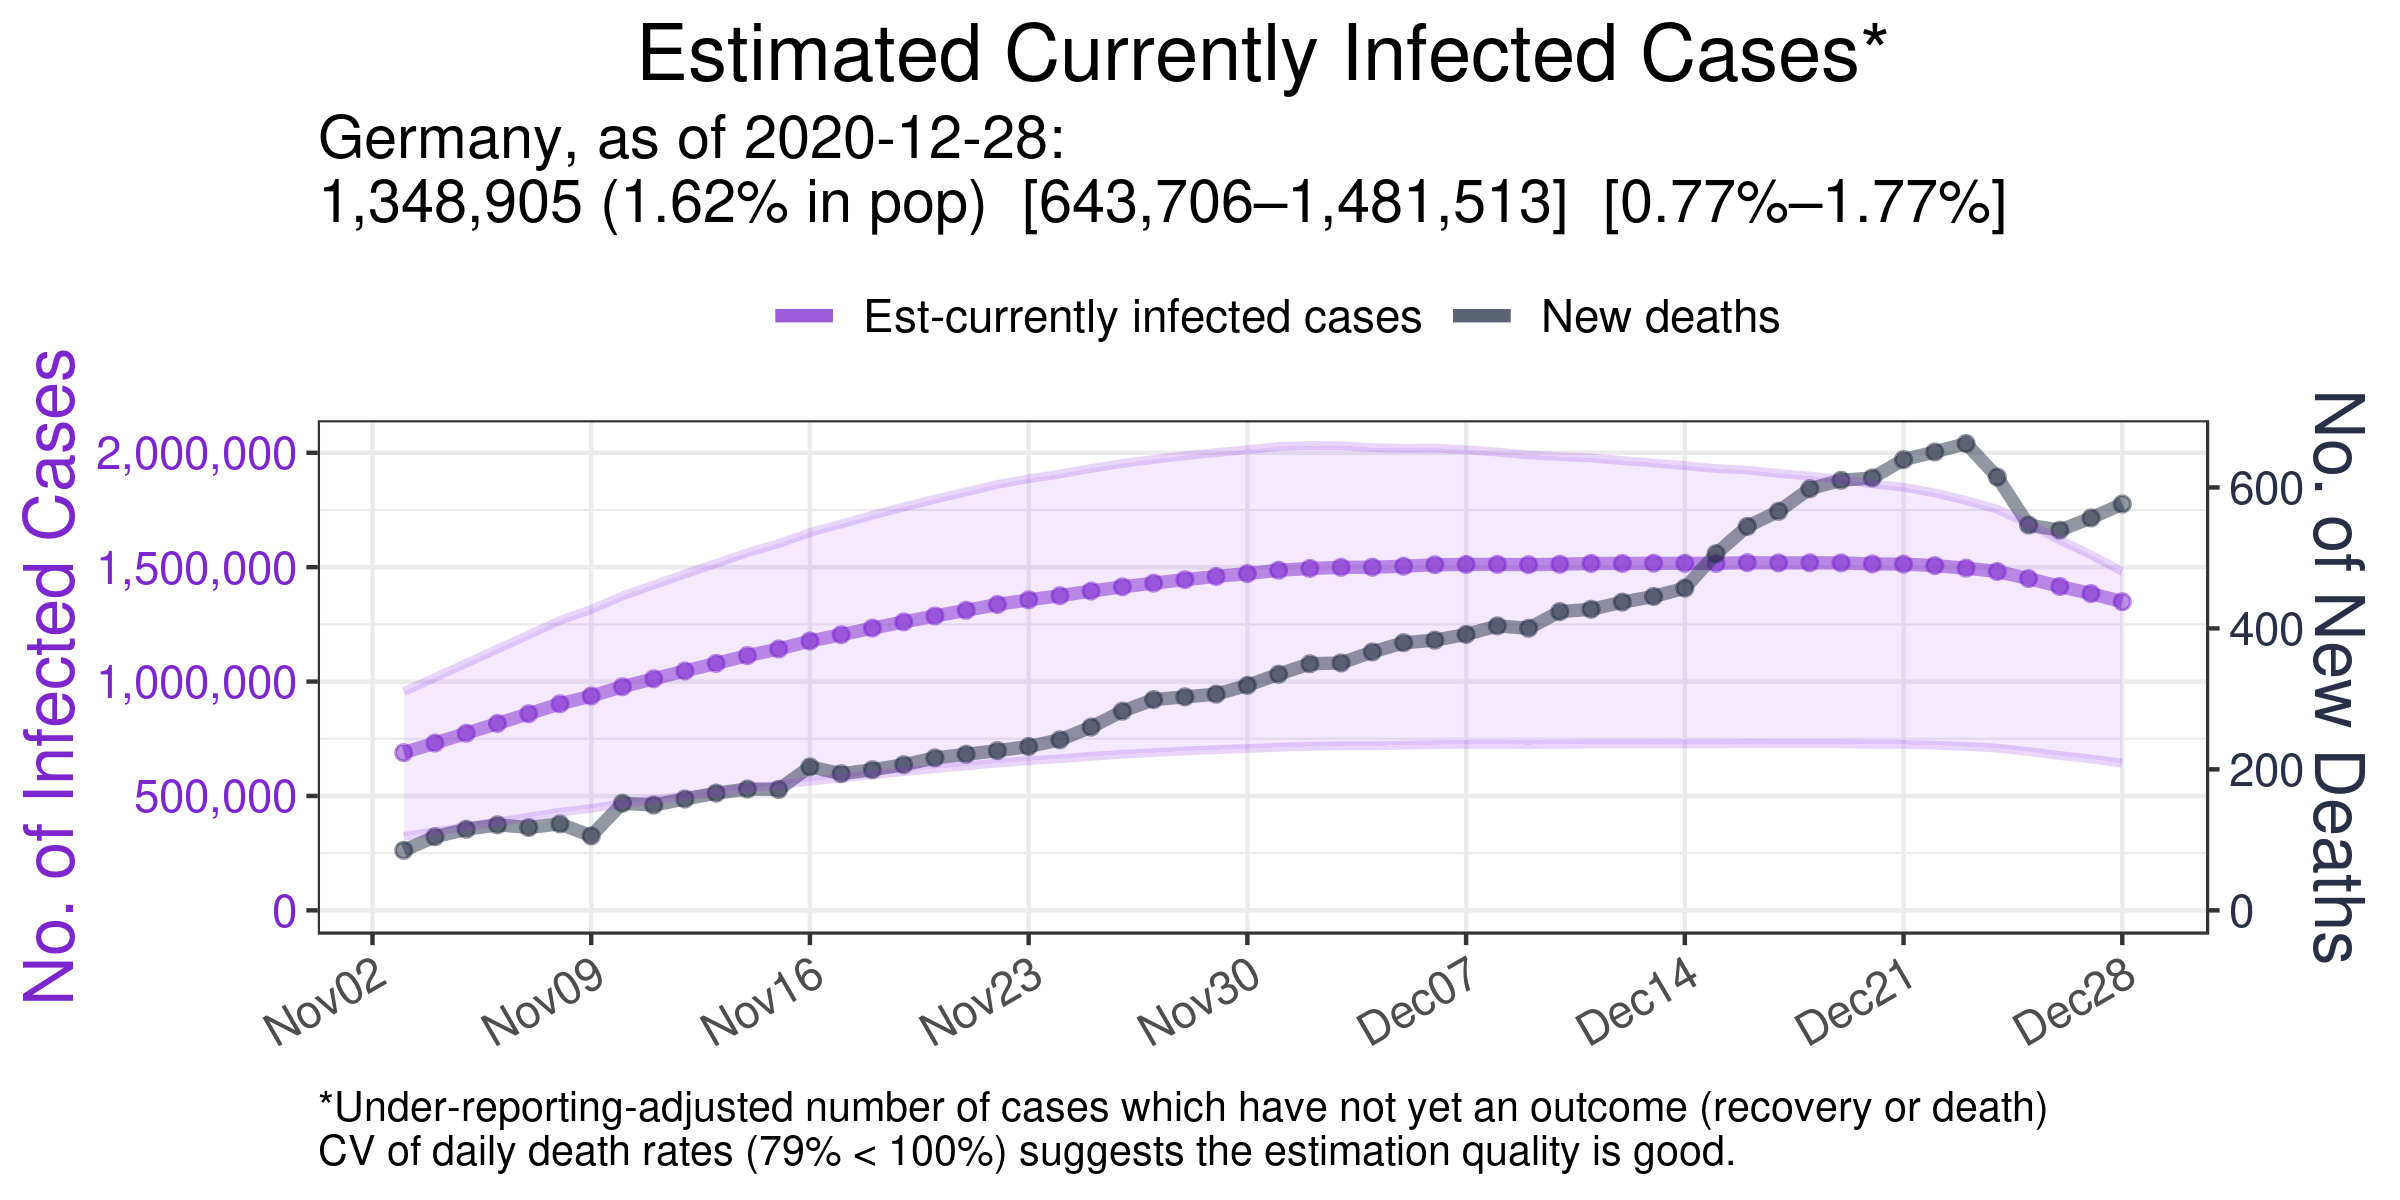 Estimated Currently Infected Cases*
Germany, as of 2020-12-28:
1,348,905 (1.62% in pop)  [643,706–1,481,513]  [0.77%–1.77%]
Est-currently infected cases
New deaths
No. of Infected Cases
2,000,000
1,500,000
1,000,000
500,000
0
600
400
200
0
No. of New Deaths
Nov02
Nov09
Nov16
Nov23
Nov30
Dec07
Dec14
Dec21
Dec28
*Under-reporting-adjusted number of cases which have not yet an outcome (recovery or death)
CV of daily death rates (79% < 100%) suggests the estimation quality is good.